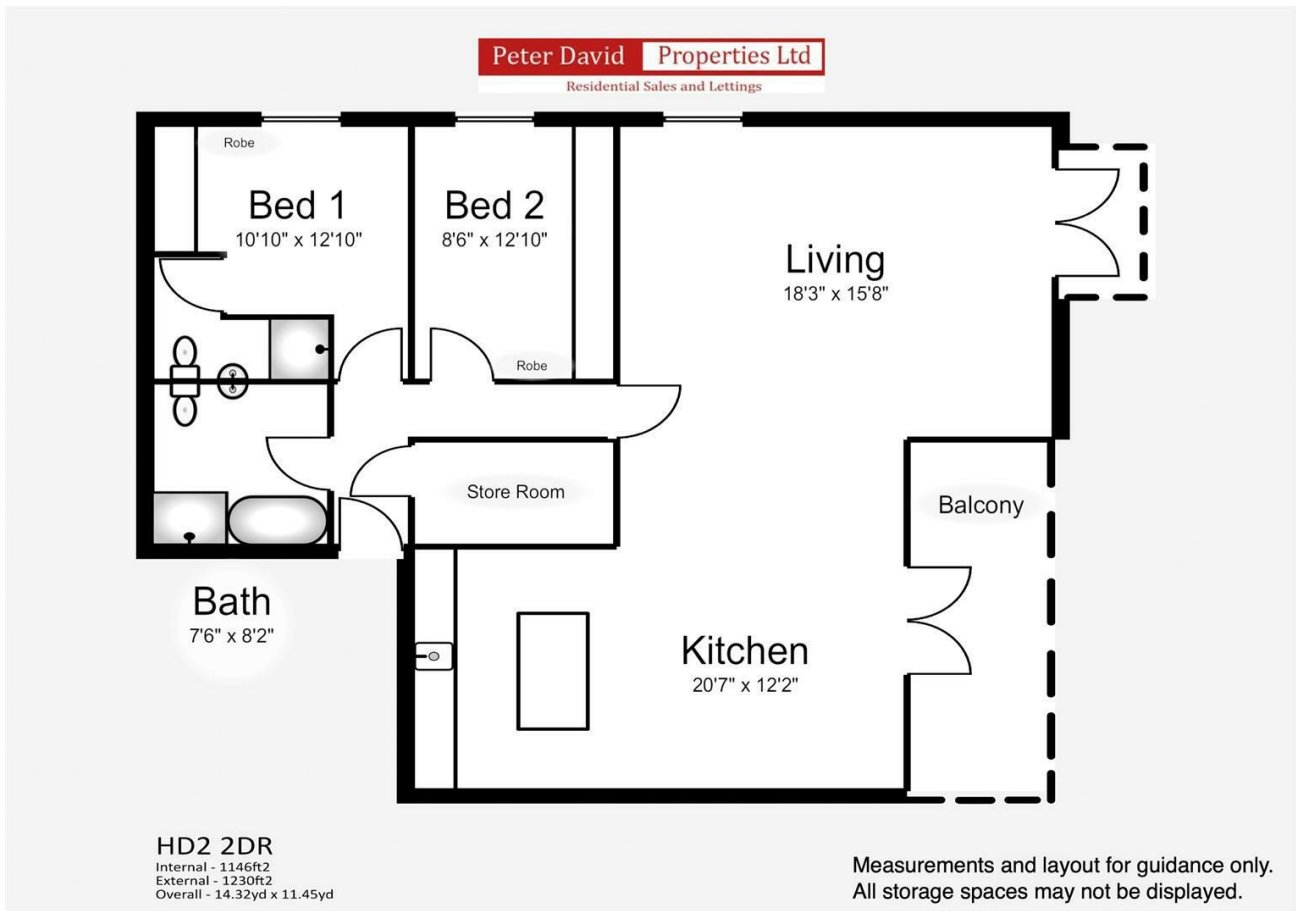 Peter David Properties Ltd
Residential Sales and Lettings
Robe
Bed 1
10'10" x 12'10"
Bed 2
8'6" x 12'10"
Robe
Living
18'3" x 15'8"
Store Room
Balcony
Bath
7'6" x 8'2"
Kitchen
20'7" x 12'2"
HD2 2DR
Internal - 1146ft2
External - 1230ft2
Overall - 14.32yd x 11.45yd
Measurements and layout for guidance only.
All storage spaces may not be displayed.